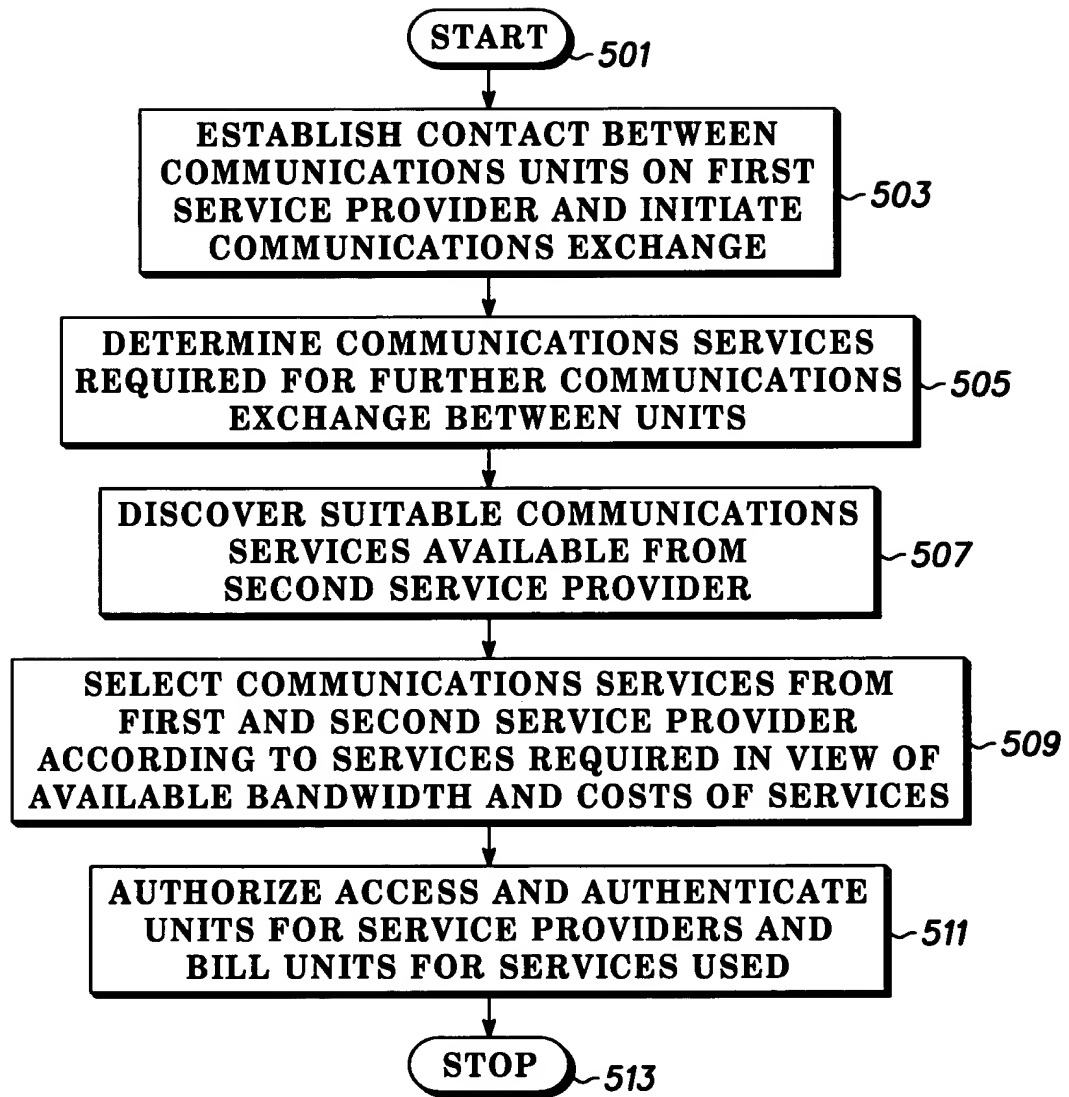 START
501
ESTABLISH CONTACT BETWEEN
COMMUNICATIONS UNITS ON FIRST
SERVICE PROVIDER AND INITIATE
COMMUNICATIONS EXCHANGE
503
DETERMINE COMMUNICATIONS SERVICES
REQUIRED FOR FURTHER COMMUNICATIONS
EXCHANGE BETWEEN UNITS
505
DISCOVER SUITABLE COMMUNICATIONS
SERVICES AVAILABLE FROM
SECOND SERVICE PROVIDER
507
SELECT COMMUNICATIONS SERVICES FROM
FIRST AND SECOND SERVICE PROVIDER
ACCORDING TO SERVICES REQUIRED IN VIEW OF
AVAILABLE BANDWIDTH AND COSTS OF SERVICES
509
AUTHORIZE ACCESS AND AUTHENTICATE
UNITS FOR SERVICE PROVIDERS AND
BILL UNITS FOR SERVICES USED
511
STOP
513